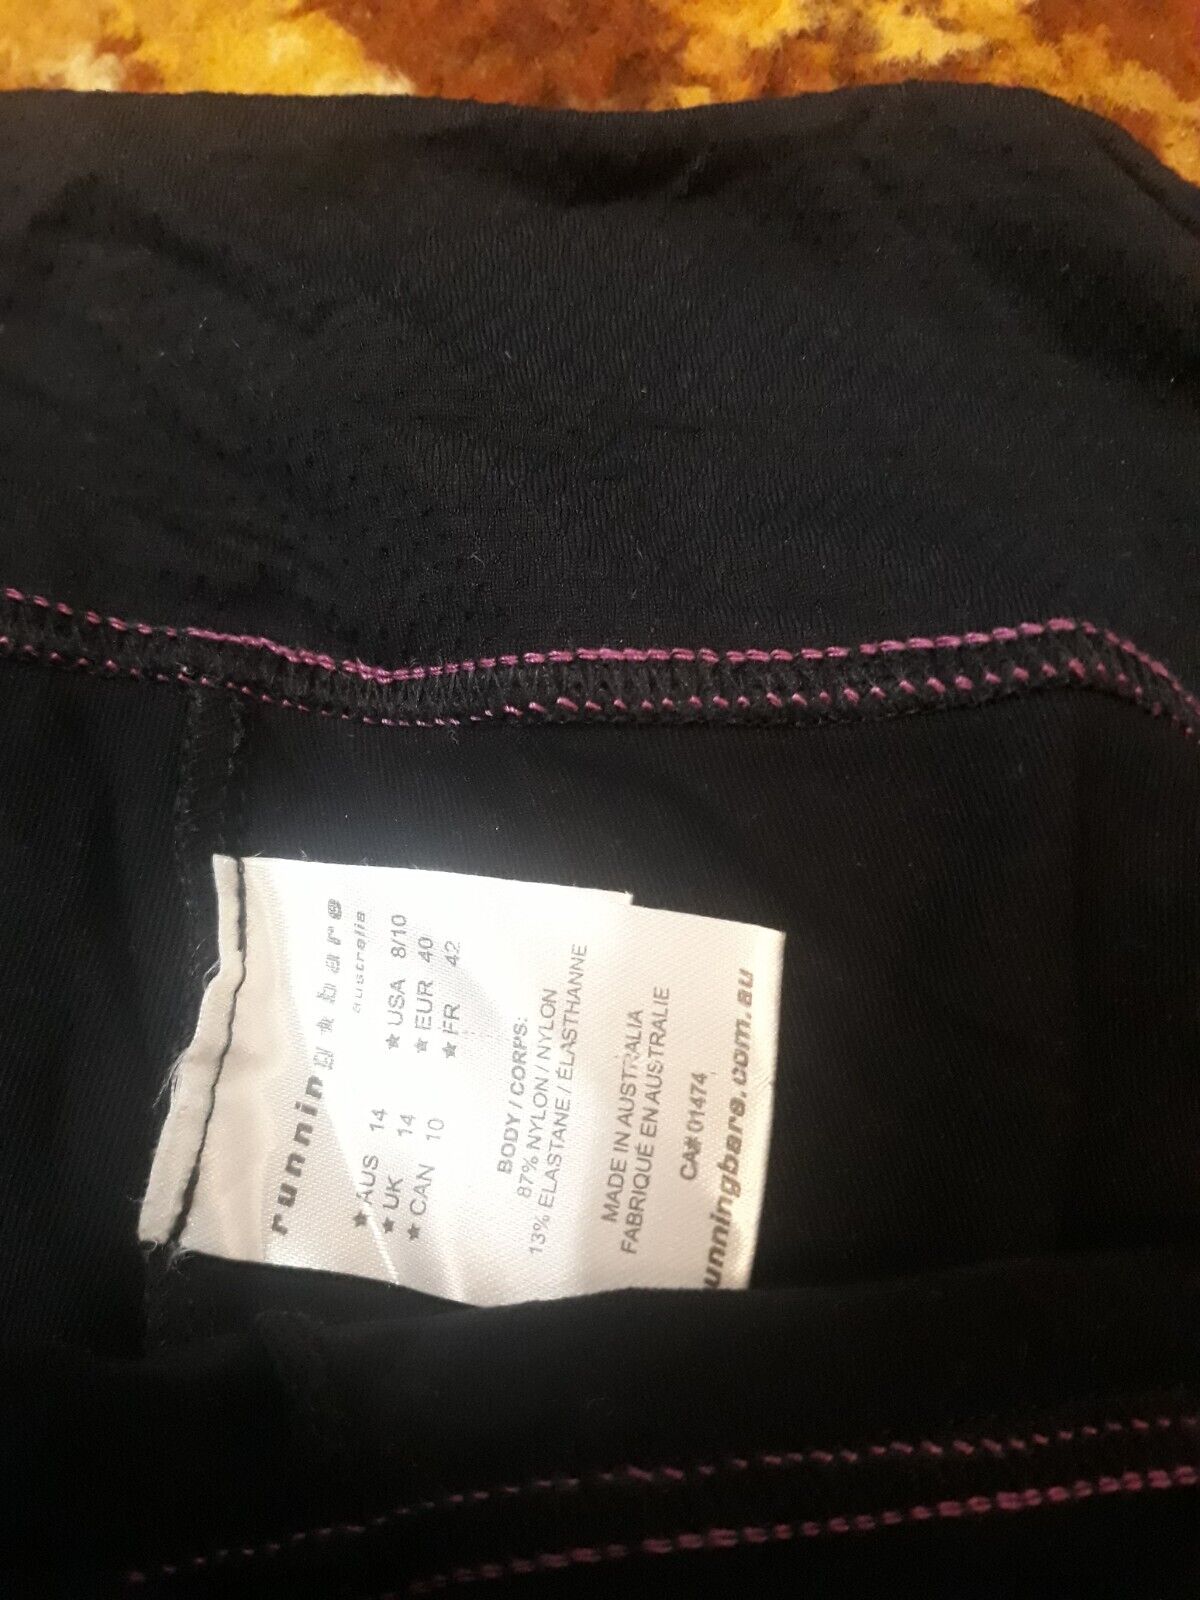 running★bare
australia
★ AUS 14 ★ USA 8/10
★ UK 14 ★ EUR 40
★ CAN 10 ★ FR 42
BODY / CORPS:
87% NYLON / NYLON
13% ELASTANE / ÉLASTHANNE
MADE IN AUSTRALIA
FABRIQUÉ EN AUSTRALIE
CA# 01474
runningbare.com.au